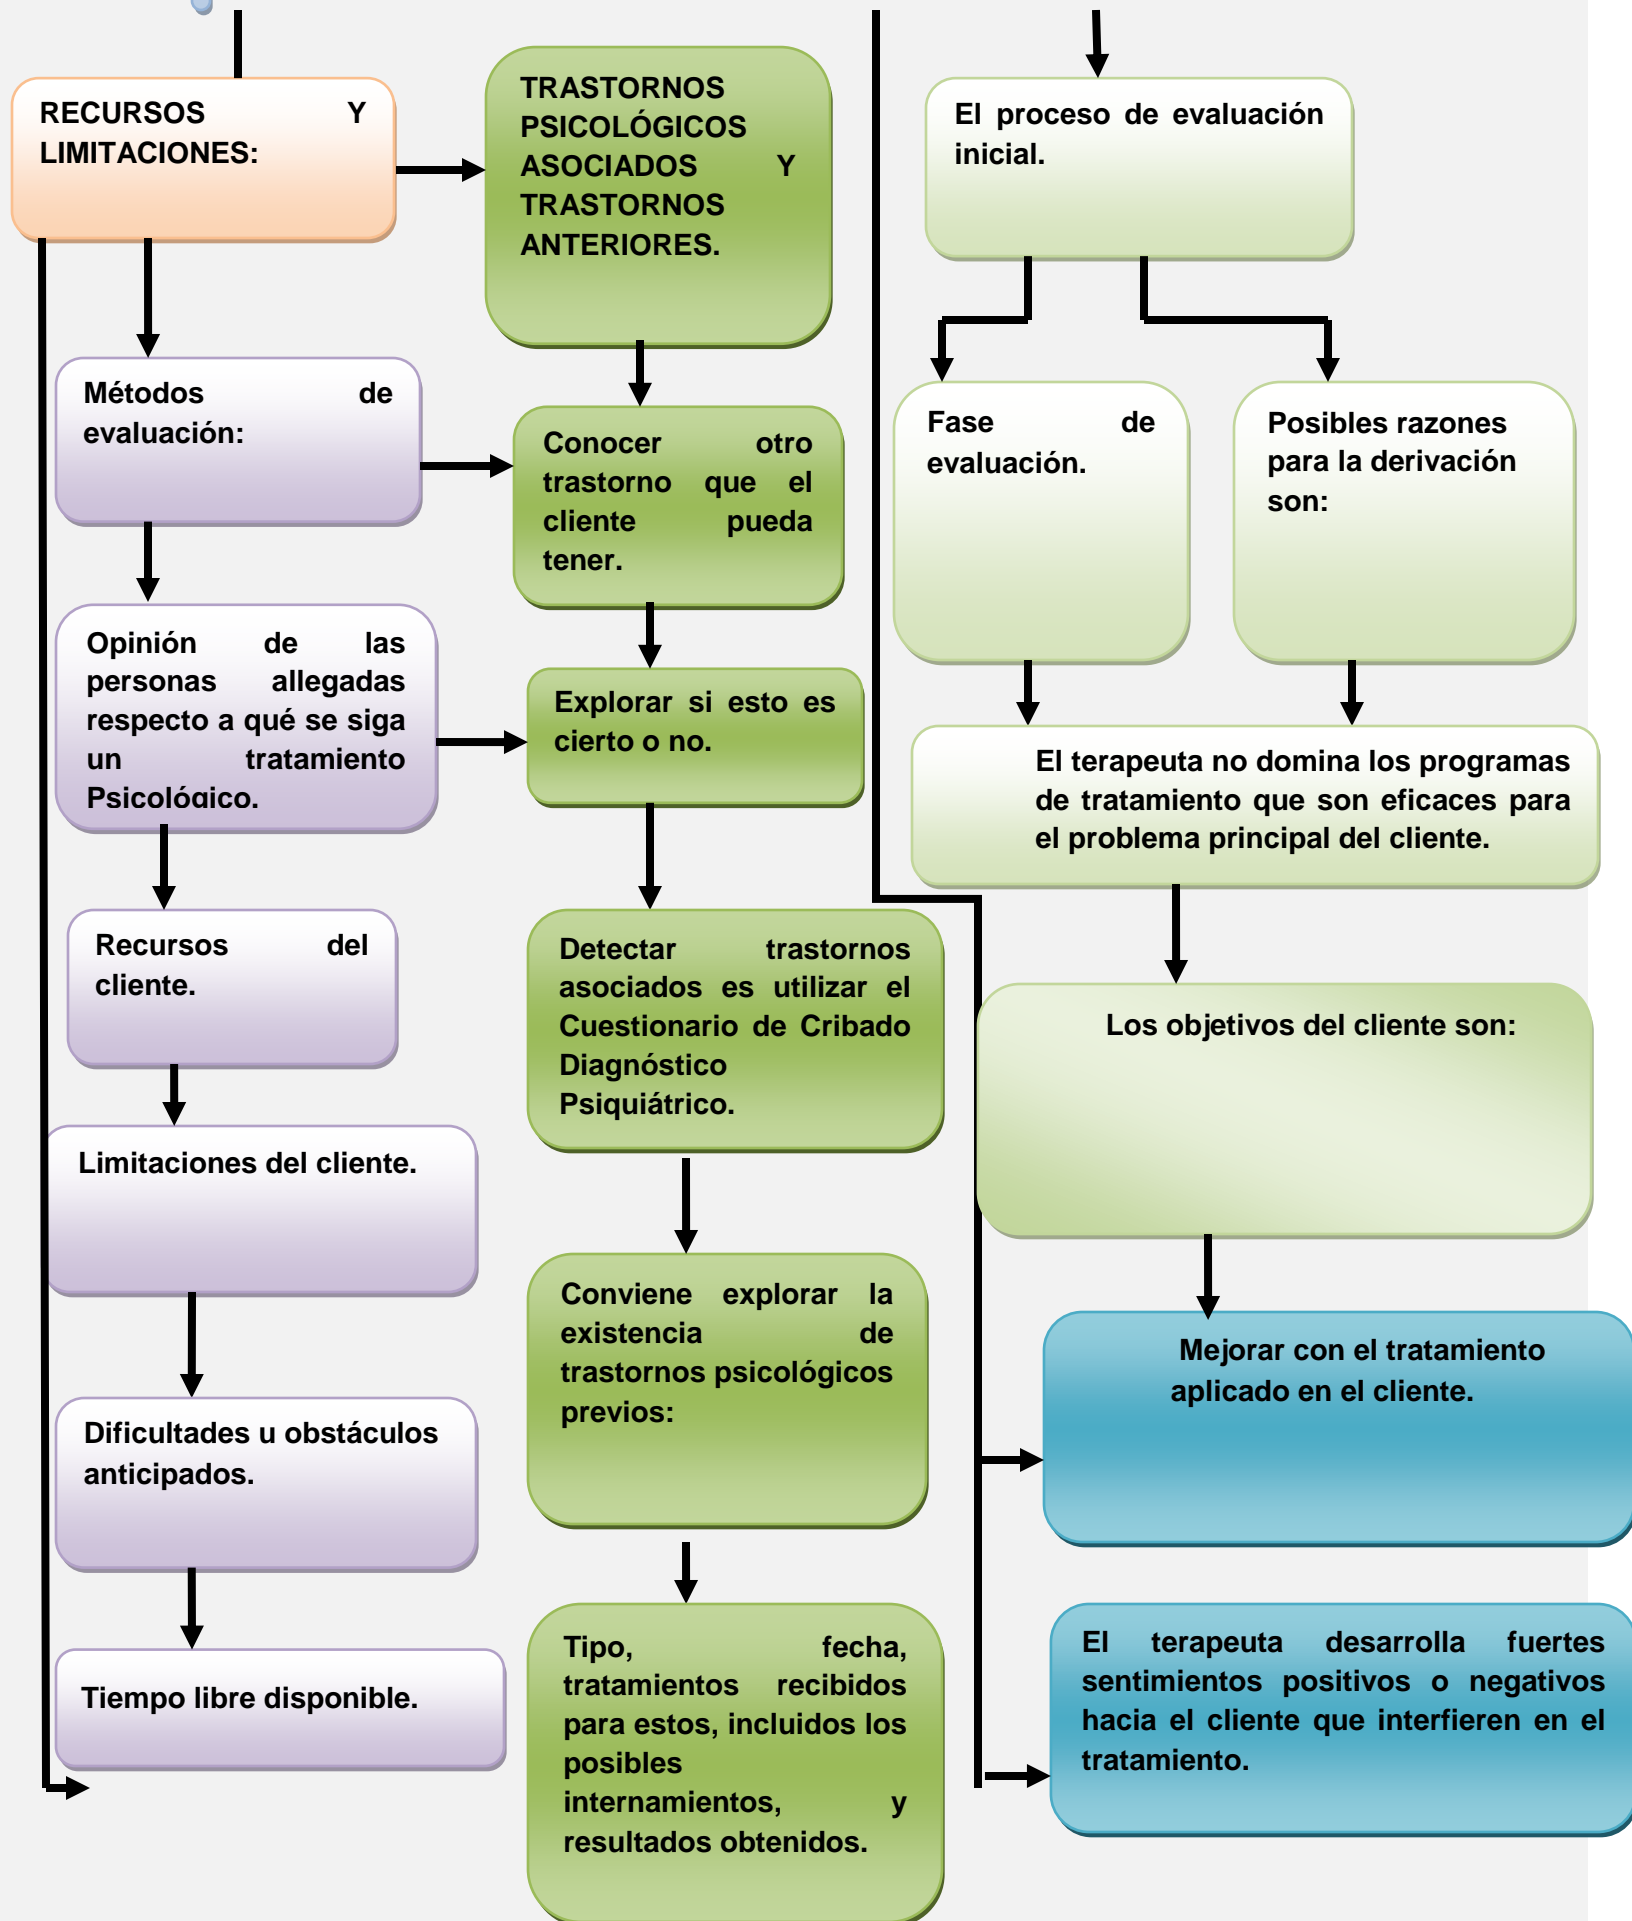 RECURSOS Y
LIMITACIONES:
Métodos de
evaluación:
Opinión de las
personas allegadas
respecto a qué se siga
un tratamiento
Psicológico.
Recursos del
cliente.
Limitaciones del cliente.
Dificultades u obstáculos
anticipados.
Tiempo libre disponible.
TRASTORNOS
PSICOLÓGICOS
ASOCIADOS Y
TRASTORNOS
ANTERIORES.
Conocer otro
trastorno que el
cliente pueda
tener.
Explorar si esto es
cierto o no.
Detectar trastornos
asociados es utilizar el
Cuestionario de Cribado
Diagnóstico
Psiquiátrico.
Conviene explorar la
existencia de
trastornos psicológicos
previos:
Tipo, fecha,
tratamientos recibidos
para estos, incluidos los
posibles
internamientos, y
resultados obtenidos.
El proceso de evaluación
inicial.
Fase de
evaluación.
Posibles razones
para la derivación
son:
El terapeuta no domina los programas
de tratamiento que son eficaces para
el problema principal del cliente.
Los objetivos del cliente son:
Mejorar con el tratamiento
aplicado en el cliente.
El terapeuta desarrolla fuertes
sentimientos positivos o negativos
hacia el cliente que interfieren en el
tratamiento.